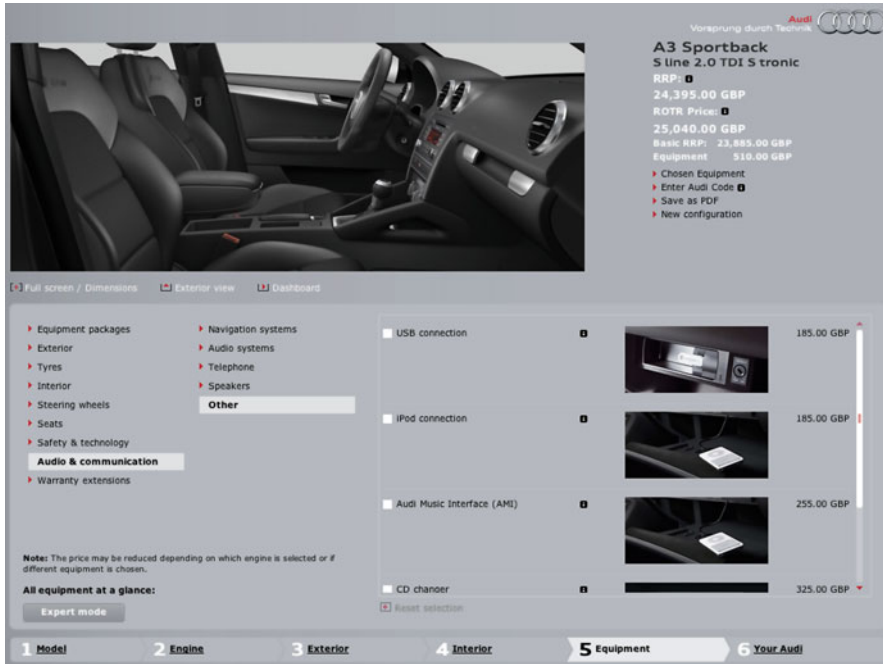 Audi
Vorsprung durch Technik
A3 Sportback
S line 2.0 TDI S tronic
RRP:
24,395.00 GBP
ROTR Price:
25,040.00 GBP
Basic RRP: 23,885.00 GBP
Equipment 510.00 GBP
Chosen Equipment
Enter Audi Code
Save as PDF
New configuration
Full screen / Dimensions Exterior view Dashboard
Equipment packages
Exterior
Tyres
Interior
Steering wheels
Seats
Safety & technology
Audio & communication
Warranty extensions
Navigation systems
Audio systems
Telephone
Speakers
Other
USB connection 185.00 GBP
iPod connection 185.00 GBP
Audi Music Interface (AMI) 255.00 GBP
CD changer 325.00 GBP
Reset selection
Note: The price may be reduced depending on which engine is selected or if
different equipment is chosen.
All equipment at a glance:
Expert mode
1 Model 2 Engine 3 Exterior 4 Interior 5 Equipment 6 Your Audi